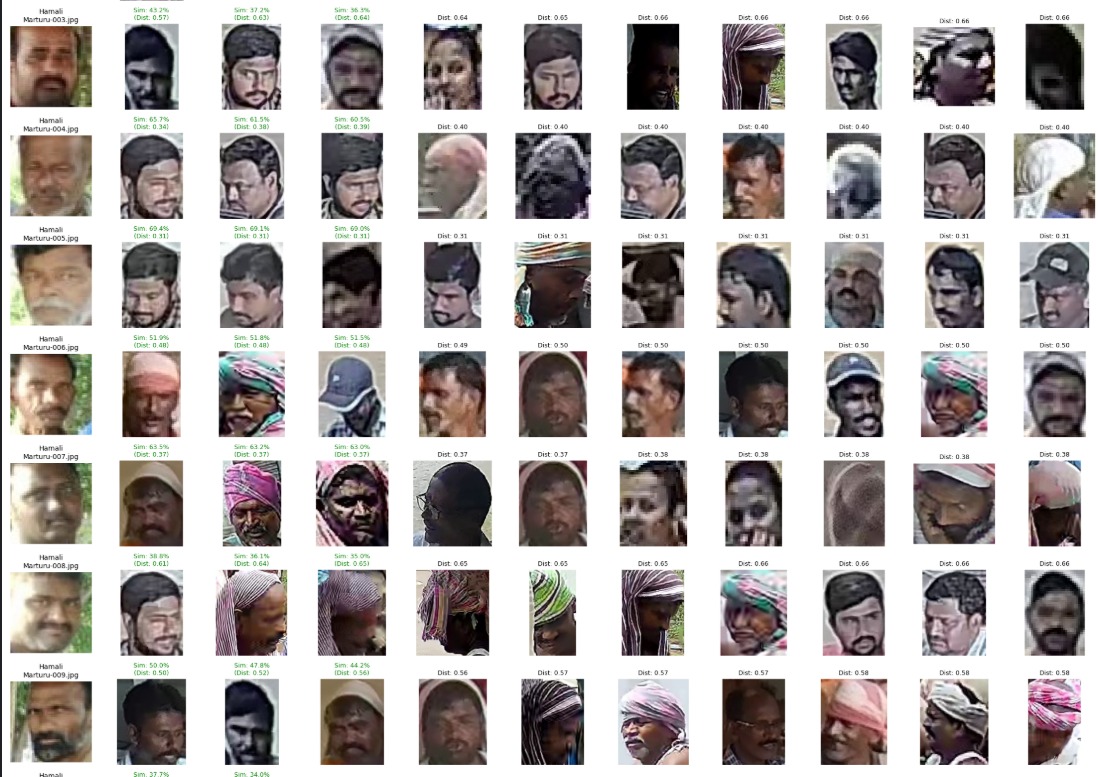 Hamali
Marturu-003.jpg
Sim: 43.2%
(Dist: 0.57)
Sim: 37.2%
(Dist: 0.63)
Sim: 36.3%
(Dist: 0.64)
Dist: 0.64
Dist: 0.65
Dist: 0.66
Dist: 0.66
Dist: 0.66
Dist: 0.66
Dist: 0.66
Hamali
Marturu-004.jpg
Sim: 65.7%
(Dist: 0.34)
Sim: 61.5%
(Dist: 0.38)
Sim: 60.5%
(Dist: 0.39)
Dist: 0.40
Dist: 0.40
Dist: 0.40
Dist: 0.40
Dist: 0.40
Dist: 0.40
Dist: 0.40
Hamali
Marturu-005.jpg
Sim: 69.4%
(Dist: 0.31)
Sim: 69.1%
(Dist: 0.31)
Sim: 69.0%
(Dist: 0.31)
Dist: 0.31
Dist: 0.31
Dist: 0.31
Dist: 0.31
Dist: 0.31
Dist: 0.31
Dist: 0.31
Hamali
Marturu-006.jpg
Sim: 51.9%
(Dist: 0.48)
Sim: 51.8%
(Dist: 0.48)
Sim: 51.5%
(Dist: 0.48)
Dist: 0.49
Dist: 0.50
Dist: 0.50
Dist: 0.50
Dist: 0.50
Dist: 0.50
Dist: 0.50
Hamali
Marturu-007.jpg
Sim: 63.5%
(Dist: 0.37)
Sim: 63.2%
(Dist: 0.37)
Sim: 63.0%
(Dist: 0.37)
Dist: 0.37
Dist: 0.37
Dist: 0.38
Dist: 0.38
Dist: 0.38
Dist: 0.38
Dist: 0.38
Hamali
Marturu-008.jpg
Sim: 38.8%
(Dist: 0.61)
Sim: 36.1%
(Dist: 0.64)
Sim: 35.0%
(Dist: 0.65)
Dist: 0.65
Dist: 0.65
Dist: 0.65
Dist: 0.66
Dist: 0.66
Dist: 0.66
Dist: 0.66
Hamali
Marturu-009.jpg
Sim: 50.0%
(Dist: 0.50)
Sim: 47.8%
(Dist: 0.52)
Sim: 44.2%
(Dist: 0.56)
Dist: 0.56
Dist: 0.57
Dist: 0.57
Dist: 0.57
Dist: 0.58
Dist: 0.58
Dist: 0.58
Hamali
Sim: 37.7%
Sim: 34.0%